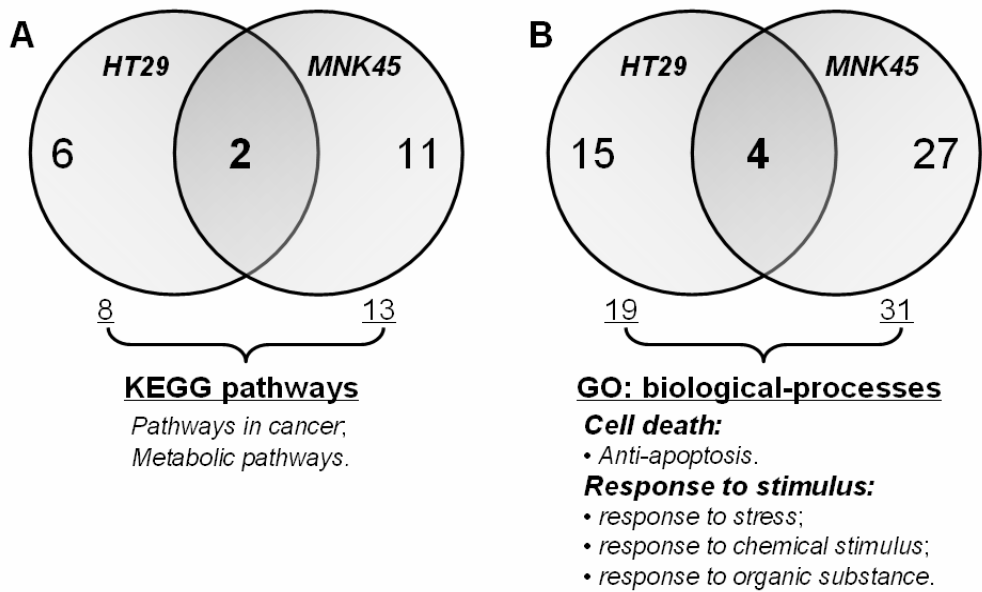 A
HT29
MNK45
6
2
11
8
13
KEGG pathways
Pathways in cancer;
Metabolic pathways.
B
HT29
MNK45
15
4
27
19
31
GO: biological-processes
Cell death:
• Anti-apoptosis.
Response to stimulus:
• response to stress;
• response to chemical stimulus;
• response to organic substance.